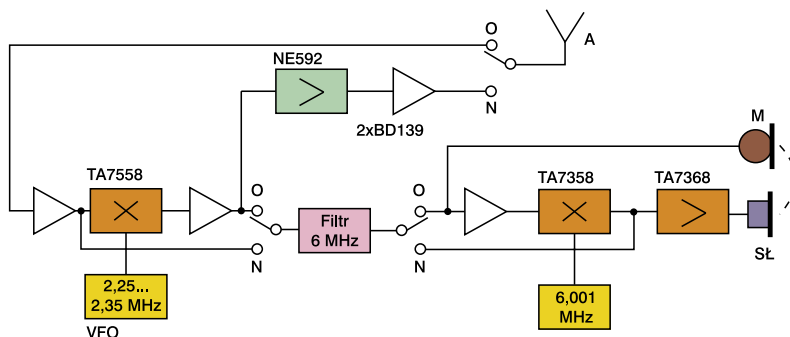 O
A
NE592
N
2xBD139
M
TA7558
TA7358
TA7368
O
O
Filtr
6 MHz
N
N
SŁ
2,25...
2,35 MHz
6,001
MHz
VFO